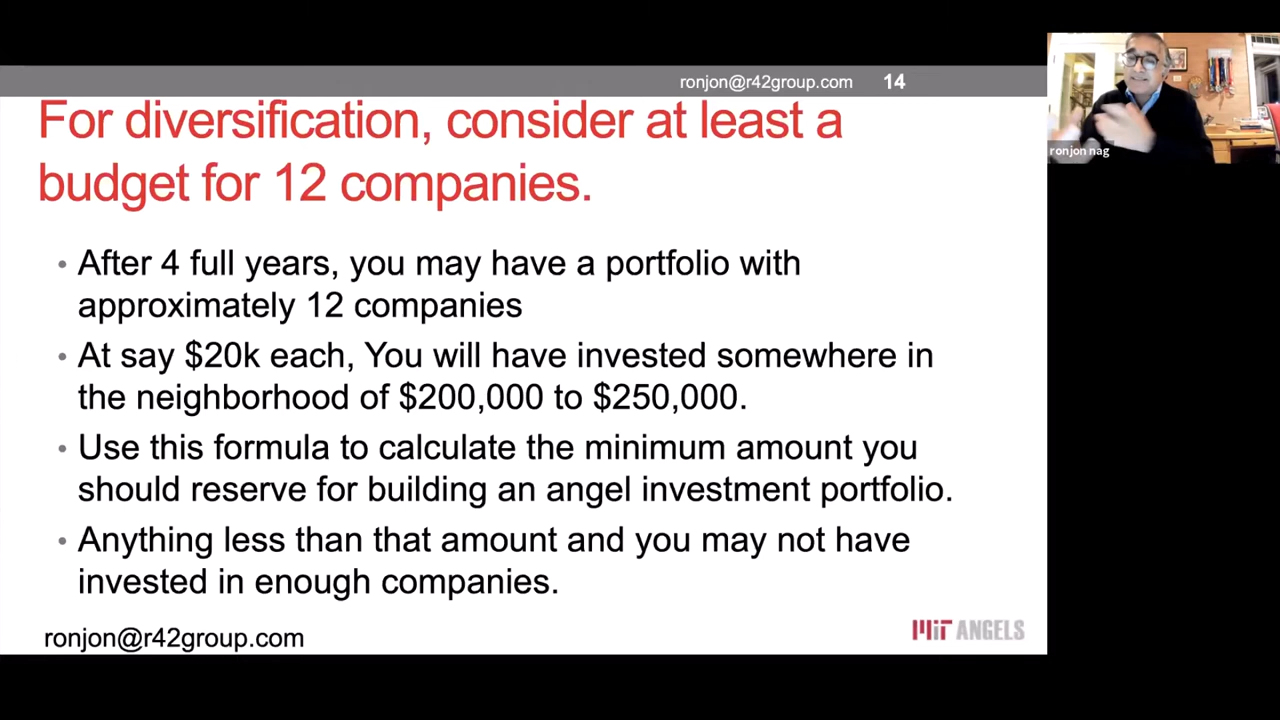 ronjon@r42group.com 14
For diversification, consider at least a
budget for 12 companies.
• After 4 full years, you may have a portfolio with
approximately 12 companies
• At say $20k each, You will have invested somewhere in
the neighborhood of $200,000 to $250,000.
• Use this formula to calculate the minimum amount you
should reserve for building an angel investment portfolio.
• Anything less than that amount and you may not have
invested in enough companies.
ronjon@r42group.com
MIT ANGELS
ronjon nag